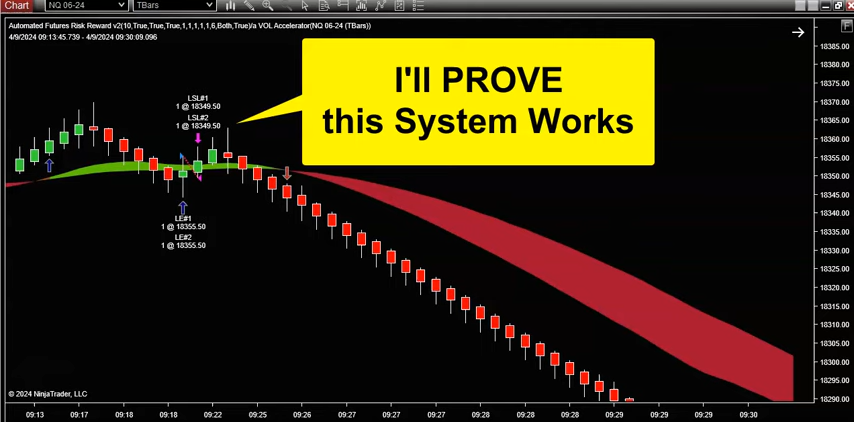 Chart
NQ 06-24
TBars
Automated Futures Risk Reward v2(10,True,True,True,1,1,1,1,1,6,Both,True)/a VOL Accelerator(NQ 06-24 (TBars))
4/9/2024 09:13:45.739 - 4/9/2024 09:30:09.096
F
I'll PROVE
this System Works
LSL#1
1 @ 18349.50
LSL#2
1 @ 18349.50
LE#1
1 @ 18355.50
LE#2
1 @ 18355.50
18385.00
18380.00
18375.00
18370.00
18365.00
18360.00
18355.00
18350.00
18345.00
18340.00
18335.00
18330.00
18325.00
18320.00
18315.00
18310.00
18305.00
18300.00
18295.00
18290.00
© 2024 NinjaTrader, LLC
09:13 09:17 09:18 09:18 09:22 09:25 09:26 09:27 09:27 09:27 09:28 09:28 09:28 09:29 09:29 09:30